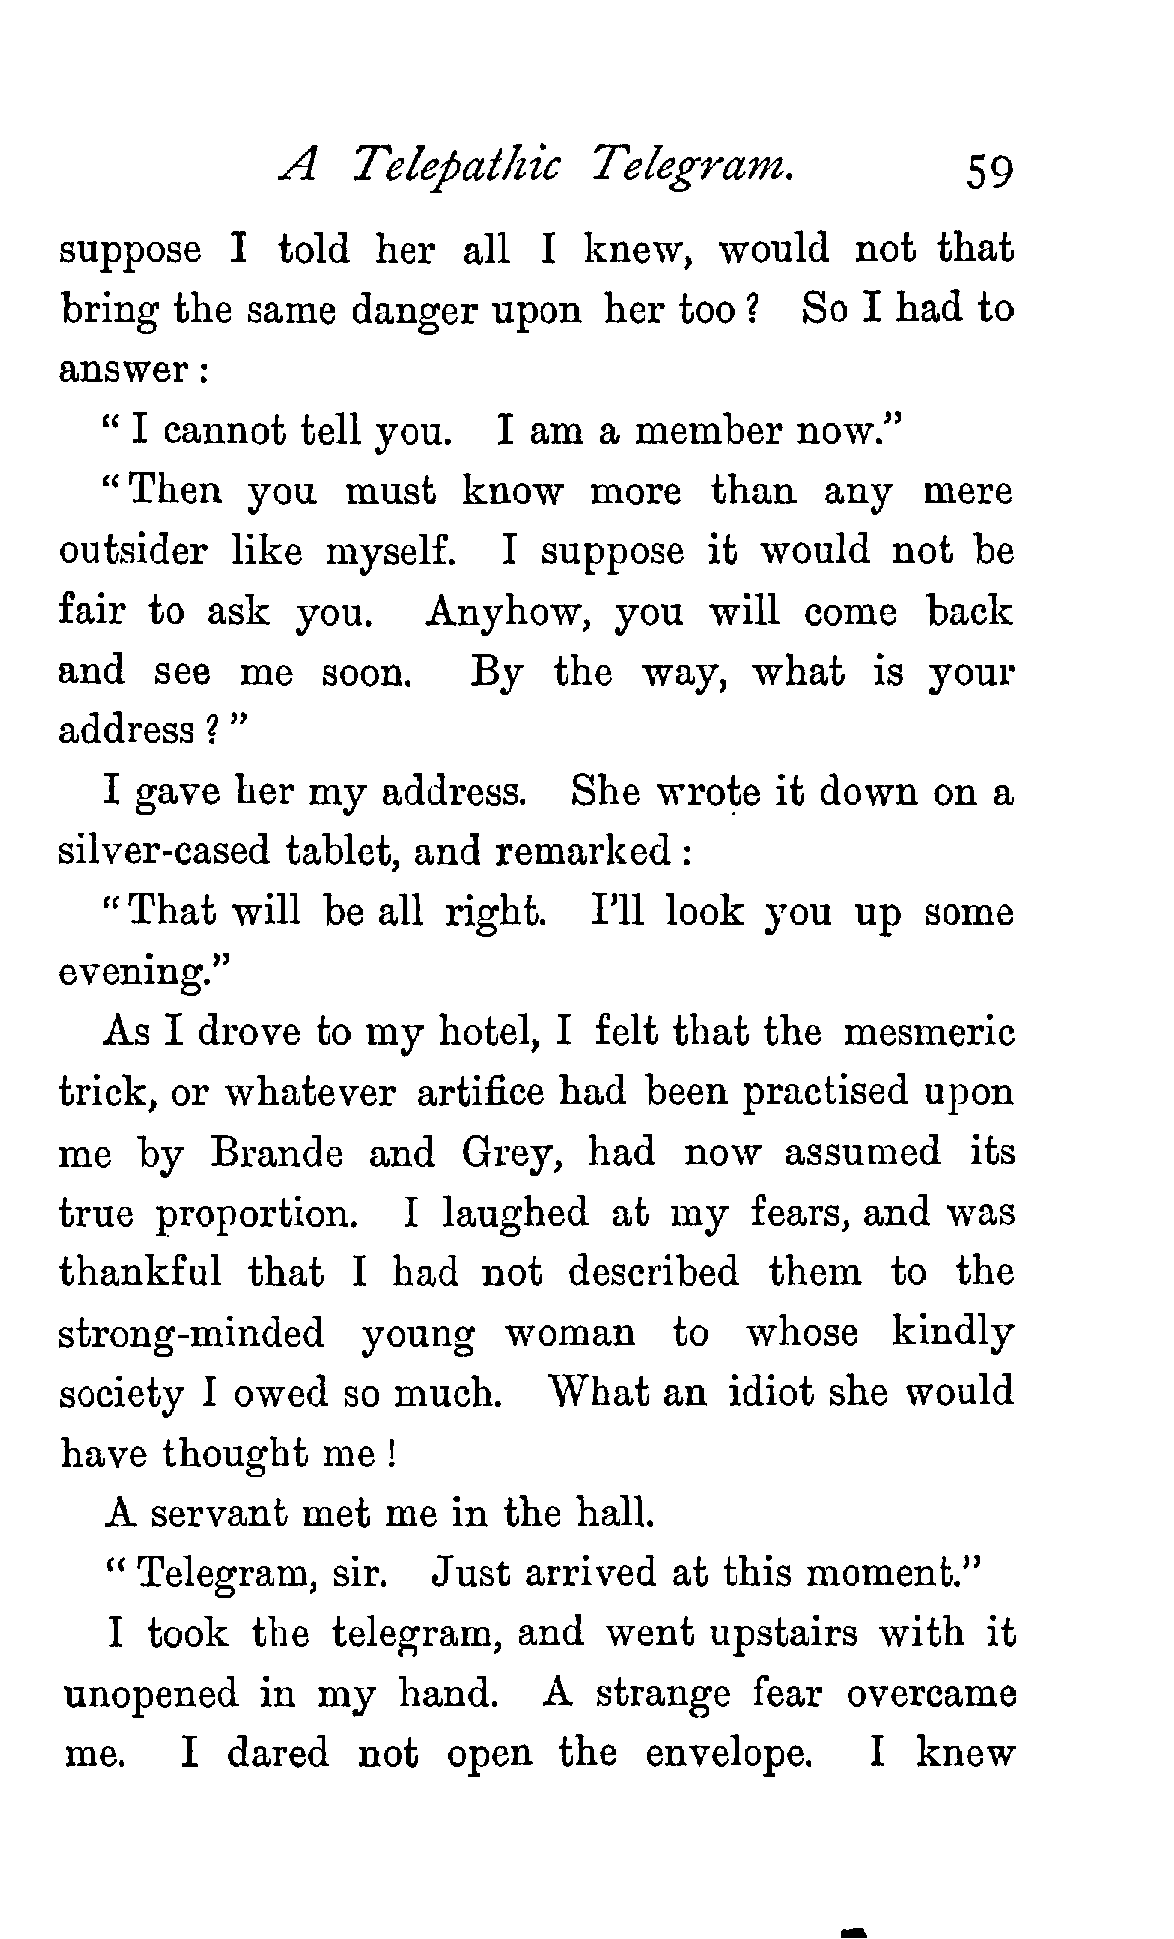 A Telepathic Telegram. 59
suppose I told her all I knew, would not that
bring the same danger upon her too? So I had to
answer:
"I cannot tell you. I am a member now."
"Then you must know more than any mere
outsider like myself. I suppose it would not be
fair to ask you. Anyhow, you will come back
and see me soon. By the way, what is your
address?"
I gave her my address. She wrote it down on a
silver-cased tablet, and remarked:
"That will be all right. I'll look you up some
evening."
As I drove to my hotel, I felt that the mesmeric
trick, or whatever artifice had been practised upon
me by Brande and Grey, had now assumed its
true proportion. I laughed at my fears, and was
thankful that I had not described them to the
strong-minded young woman to whose kindly
society I owed so much. What an idiot she would
have thought me!
A servant met me in the hall.
"Telegram, sir. Just arrived at this moment."
I took the telegram, and went upstairs with it
unopened in my hand. A strange fear overcame
me. I dared not open the envelope. I knew